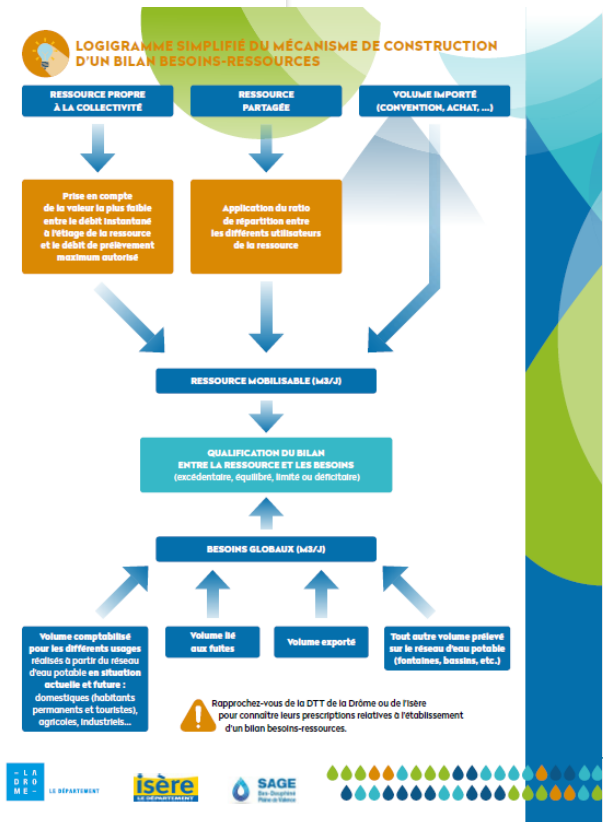 LOGIGRAMME SIMPLIFIÉ DU MÉCANISME DE CONSTRUCTION
D'UN BILAN BESOINS-RESSOURCES
RESSOURCE PROPRE
À LA COLLECTIVITÉ
RESSOURCE
PARTAGÉE
VOLUME IMPORTÉ
(CONVENTION, ACHAT, ...)
Prise en compte
de la valeur la plus faible
entre le débit instantané
à l'étiage de la ressource
et le débit de prélèvement
maximum autorisé
Application du ratio
de répartition entre
les différents utilisateurs
de la ressource
RESSOURCE MOBILISABLE (M3/J)
QUALIFICATION DU BILAN
ENTRE LA RESSOURCE ET LES BESOINS
(excédentaire, équilibré, limité ou déficitaire)
BESOINS GLOBAUX (M3/J)
Volume comptabilisé
pour les différents usages
réalisés à partir du réseau
d'eau potable en situation
actuelle et future :
domestiques (habitants
permanents et touristes),
agricoles, industriels...
Volume lié
aux fuites
Volume exporté
Tout autre volume prélevé
sur le réseau d'eau potable
(fontaines, bassins, etc.)
Rapprochez-vous de la DTT de la Drôme ou de l'Isère
pour connaître leurs prescriptions relatives à l'établissement
d'un bilan besoins-ressources.
– L A
D R Ô
M E –
LE DÉPARTEMENT
isère
LE DÉPARTEMENT
SAGE
Bas-Dauphiné
Plaine de Valence